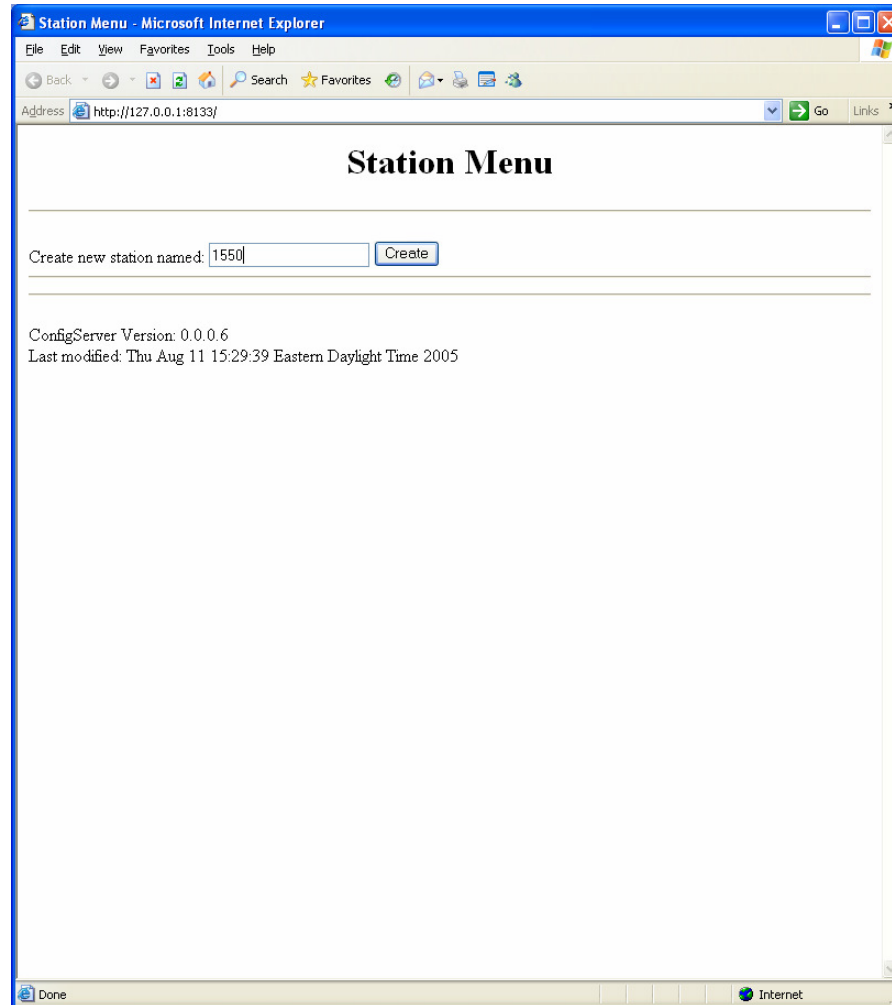 Station Menu - Microsoft Internet Explorer
File Edit View Favorites Tools Help
Back Search Favorites
Address http://127.0.0.1:8133/ Go Links
Station Menu
Create new station named: 1550 Create
ConfigServer Version: 0.0.0.6
Last modified: Thu Aug 11 15:29:39 Eastern Daylight Time 2005
Done Internet